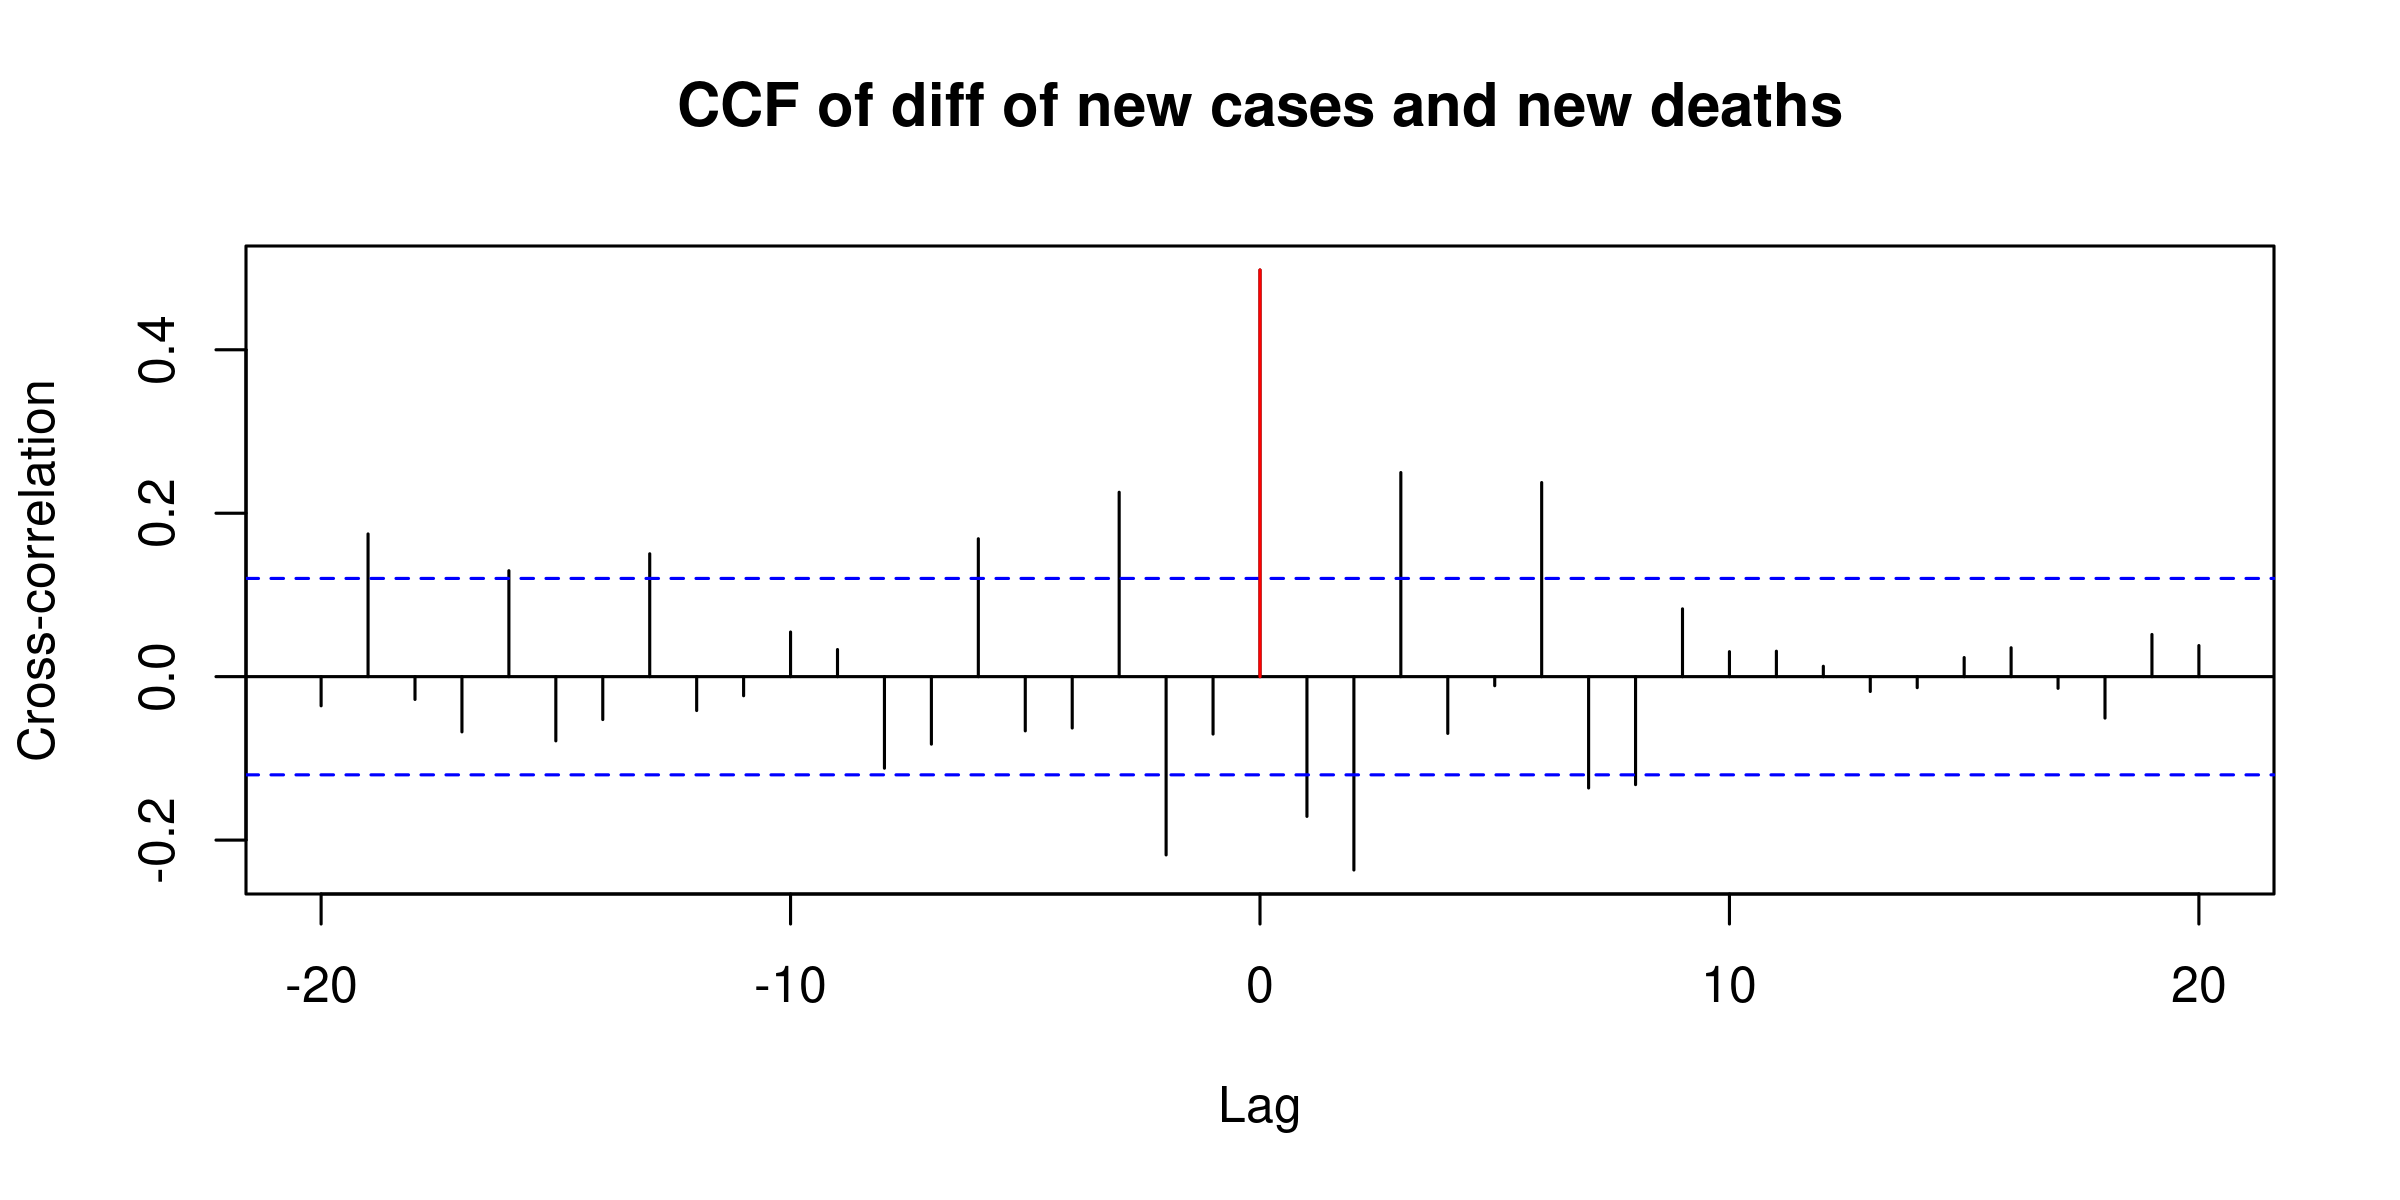 CCF of diff of new cases and new deaths
Cross-correlation
0.4
0.2
0.0
-0.2
-20 -10 0 10 20
Lag